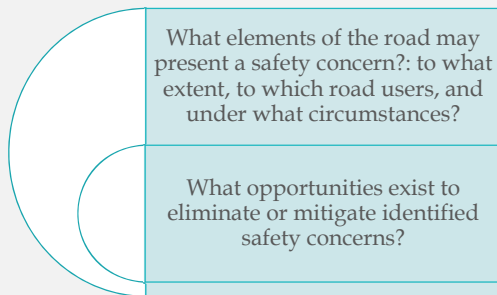 What elements of the road may
present a safety concern?: to what
extent, to which road users, and
under what circumstances?
What opportunities exist to
eliminate or mitigate identified
safety concerns?